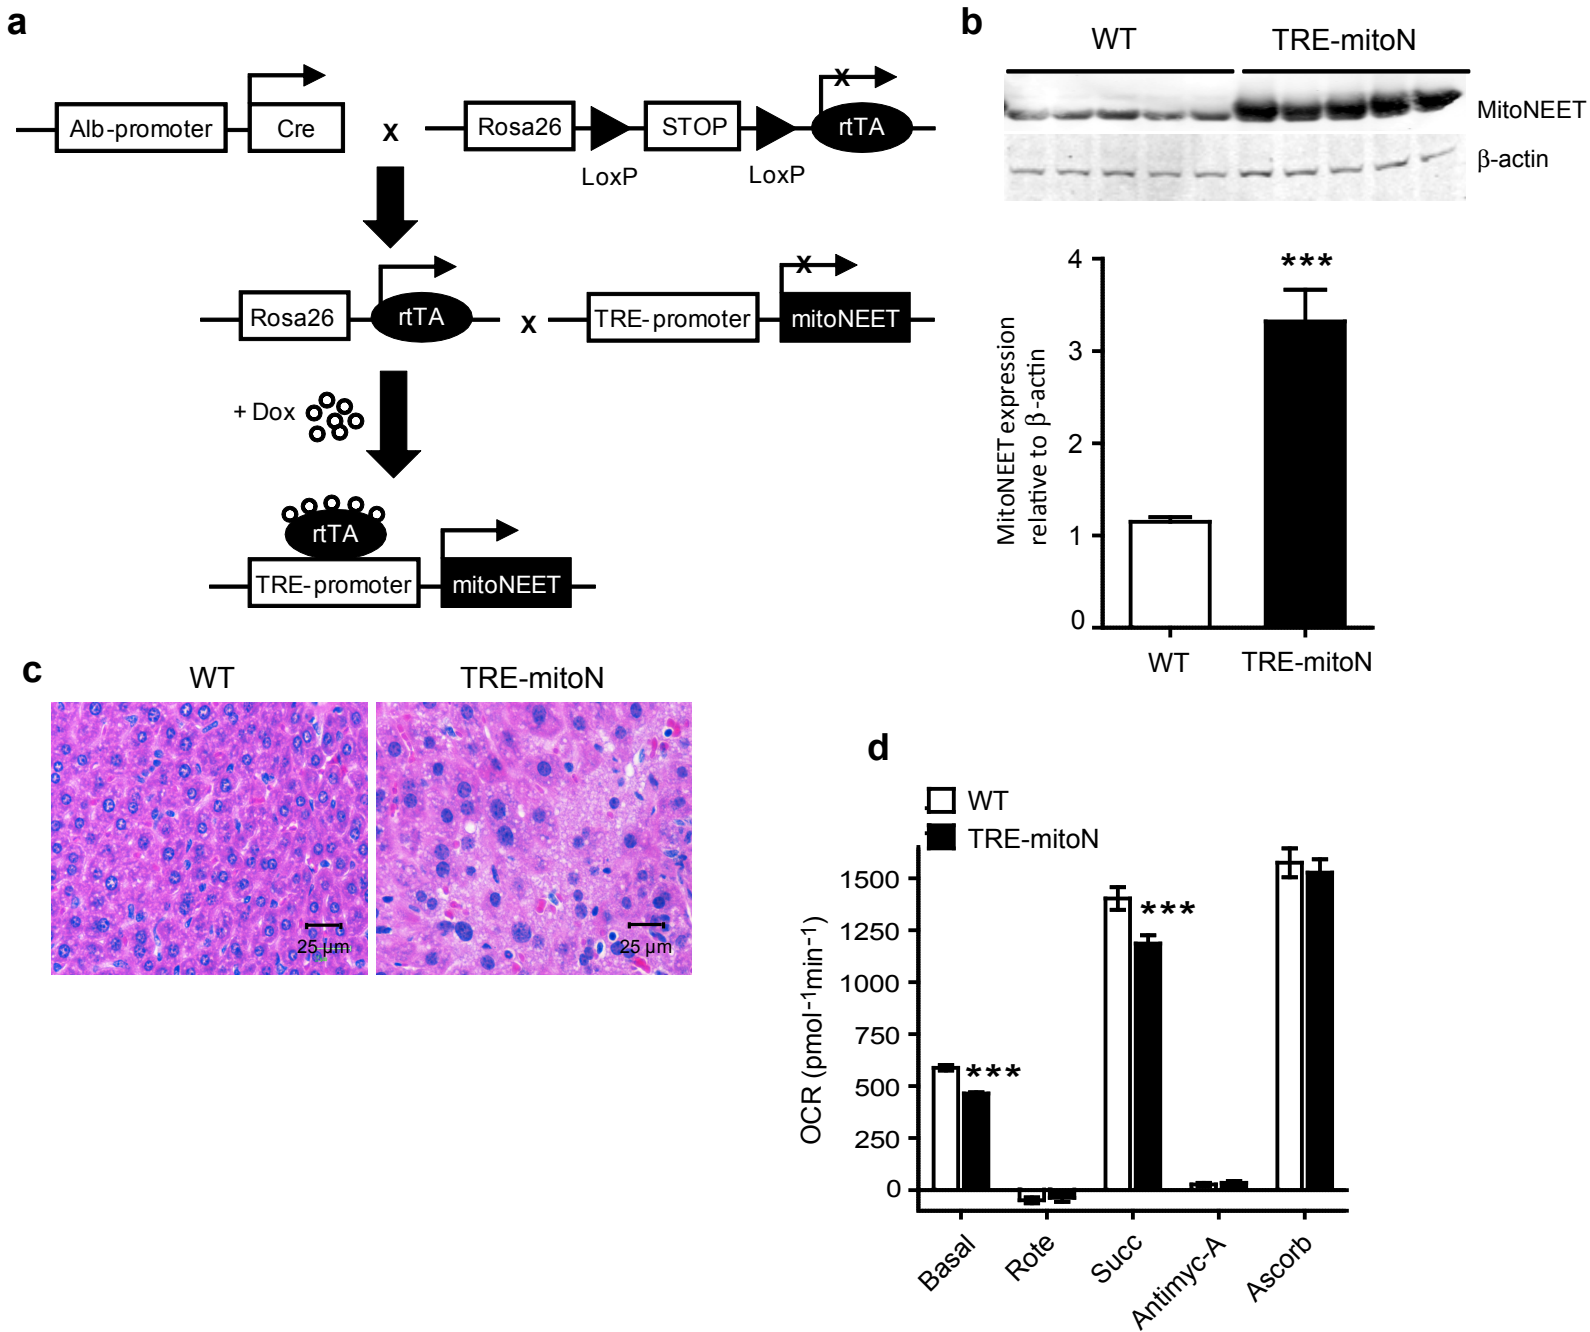 a
Alb-promoter
Cre
x
Rosa26
STOP
x
rtTA
LoxP
LoxP
Rosa26
rtTA
x
TRE-promoter
x
mitoNEET
+ Dox
rtTA
TRE-promoter
mitoNEET
b
WT
TRE-mitoN
MitoNEET
β-actin
MitoNEET expression
relative to β-actin
4
3
2
1
0
***
WT
TRE-mitoN
c
WT
TRE-mitoN
25 µm
25 µm
d
WT
TRE-mitoN
OCR (pmol⁻¹min⁻¹)
1500
1250
1000
750
500
250
0
***
***
Basal
Rote
Succ
Antimyc-A
Ascorb